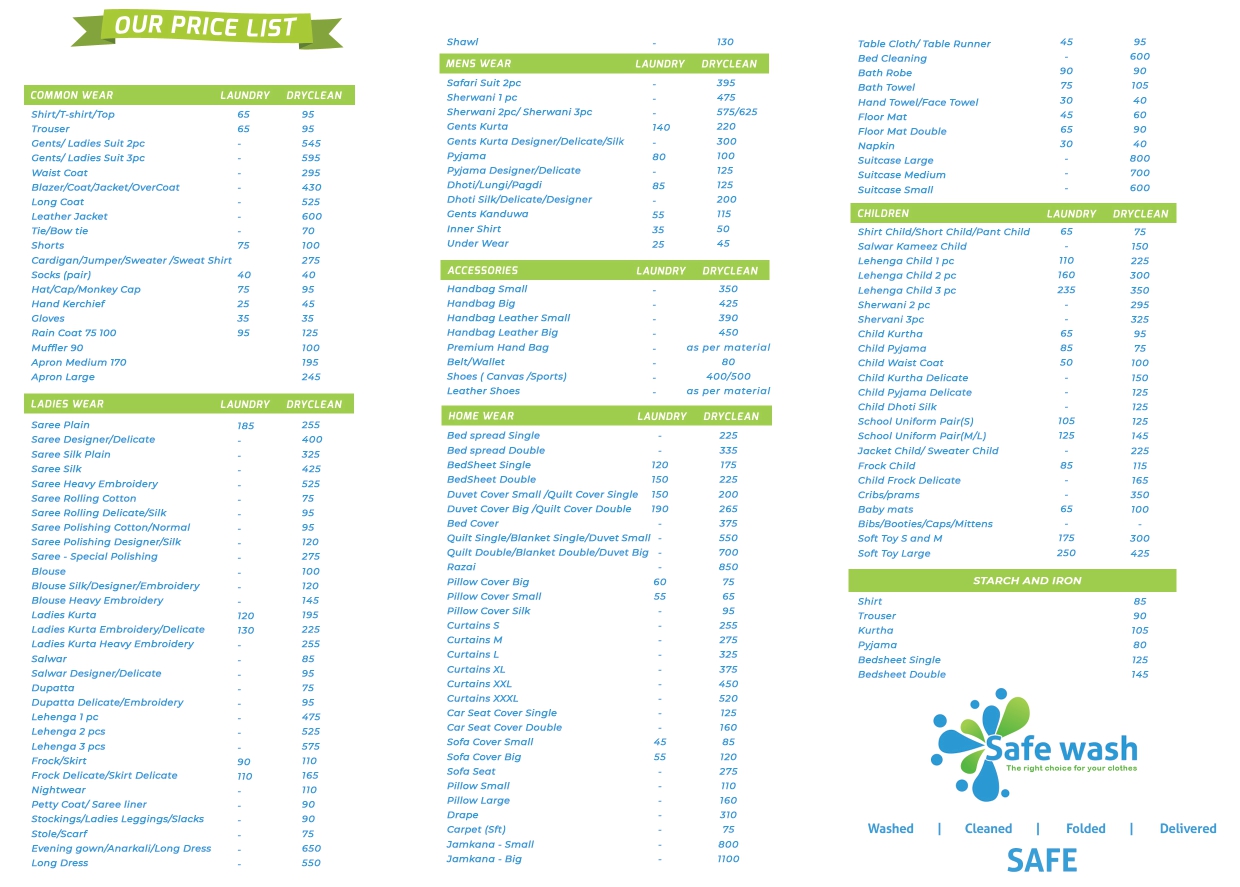 OUR PRICE LIST
COMMON WEAR LAUNDRY DRYCLEAN
Shirt/T-shirt/Top 65 95
Trouser 65 95
Gents/ Ladies Suit 2pc - 545
Gents/ Ladies Suit 3pc - 595
Waist Coat - 295
Blazer/Coat/Jacket/OverCoat - 430
Long Coat - 525
Leather Jacket - 600
Tie/Bow tie - 70
Shorts 75 100
Cardigan/Jumper/Sweater /Sweat Shirt 275
Socks (pair) 40 40
Hat/Cap/Monkey Cap 75 95
Hand Kerchief 25 45
Gloves 35 35
Rain Coat 75 100 95 125
Muffler 90 100
Apron Medium 170 195
Apron Large 245
LADIES WEAR LAUNDRY DRYCLEAN
Saree Plain 185 255
Saree Designer/Delicate - 400
Saree Silk Plain - 325
Saree Silk - 425
Saree Heavy Embroidery - 525
Saree Rolling Cotton - 75
Saree Rolling Delicate/Silk - 95
Saree Polishing Cotton/Normal - 95
Saree Polishing Designer/Silk - 120
Saree - Special Polishing - 275
Blouse - 100
Blouse Silk/Designer/Embroidery - 120
Blouse Heavy Embroidery - 145
Ladies Kurta 120 195
Ladies Kurta Embroidery/Delicate 130 225
Ladies Kurta Heavy Embroidery - 255
Salwar - 85
Salwar Designer/Delicate - 95
Dupatta - 75
Dupatta Delicate/Embroidery - 95
Lehenga 1 pc - 475
Lehenga 2 pcs - 525
Lehenga 3 pcs - 575
Frock/Skirt 90 110
Frock Delicate/Skirt Delicate 110 165
Nightwear - 110
Petty Coat/ Saree liner - 90
Stockings/Ladies Leggings/Slacks - 90
Stole/Scarf - 75
Evening gown/Anarkali/Long Dress - 650
Long Dress - 550
Shawl - 130
MENS WEAR LAUNDRY DRYCLEAN
Safari Suit 2pc - 395
Sherwani 1 pc - 475
Sherwani 2pc/ Sherwani 3pc - 575/625
Gents Kurta 140 220
Gents Kurta Designer/Delicate/Silk - 300
Pyjama 80 100
Pyjama Designer/Delicate - 125
Dhoti/Lungi/Pagdi 85 125
Dhoti Silk/Delicate/Designer - 200
Gents Kanduwa 55 115
Inner Shirt 35 50
Under Wear 25 45
ACCESSORIES LAUNDRY DRYCLEAN
Handbag Small - 350
Handbag Big - 425
Handbag Leather Small - 390
Handbag Leather Big - 450
Premium Hand Bag - as per material
Belt/Wallet - 80
Shoes ( Canvas /Sports) - 400/500
Leather Shoes - as per material
HOME WEAR LAUNDRY DRYCLEAN
Bed spread Single - 225
Bed spread Double - 335
BedSheet Single 120 175
BedSheet Double 150 225
Duvet Cover Small /Quilt Cover Single 150 200
Duvet Cover Big /Quilt Cover Double 190 265
Bed Cover - 375
Quilt Single/Blanket Single/Duvet Small - 550
Quilt Double/Blanket Double/Duvet Big - 700
Razai - 850
Pillow Cover Big 60 75
Pillow Cover Small 55 65
Pillow Cover Silk - 95
Curtains S - 255
Curtains M - 275
Curtains L - 325
Curtains XL - 375
Curtains XXL - 450
Curtains XXXL - 520
Car Seat Cover Single - 125
Car Seat Cover Double - 160
Sofa Cover Small 45 85
Sofa Cover Big 55 120
Sofa Seat - 275
Pillow Small - 110
Pillow Large - 160
Drape - 310
Carpet (Sft) - 75
Jamkana - Small - 800
Jamkana - Big - 1100
Table Cloth/ Table Runner 45 95
Bed Cleaning - 600
Bath Robe 90 90
Bath Towel 75 105
Hand Towel/Face Towel 30 40
Floor Mat 45 60
Floor Mat Double 65 90
Napkin 30 40
Suitcase Large - 800
Suitcase Medium - 700
Suitcase Small - 600
CHILDREN LAUNDRY DRYCLEAN
Shirt Child/Short Child/Pant Child 65 75
Salwar Kameez Child - 150
Lehenga Child 1 pc 110 225
Lehenga Child 2 pc 160 300
Lehenga Child 3 pc 235 350
Sherwani 2 pc - 295
Shervani 3pc - 325
Child Kurtha 65 95
Child Pyjama 85 75
Child Waist Coat 50 100
Child Kurtha Delicate - 150
Child Pyjama Delicate - 125
Child Dhoti Silk - 125
School Uniform Pair(S) 105 125
School Uniform Pair(M/L) 125 145
Jacket Child/ Sweater Child - 225
Frock Child 85 115
Child Frock Delicate - 165
Cribs/prams - 350
Baby mats 65 100
Bibs/Booties/Caps/Mittens - -
Soft Toy S and M 175 300
Soft Toy Large 250 425
STARCH AND IRON
Shirt 85
Trouser 90
Kurtha 105
Pyjama 80
Bedsheet Single 125
Bedsheet Double 145
Safe wash
The right choice for your clothes
Washed | Cleaned | Folded | Delivered
SAFE